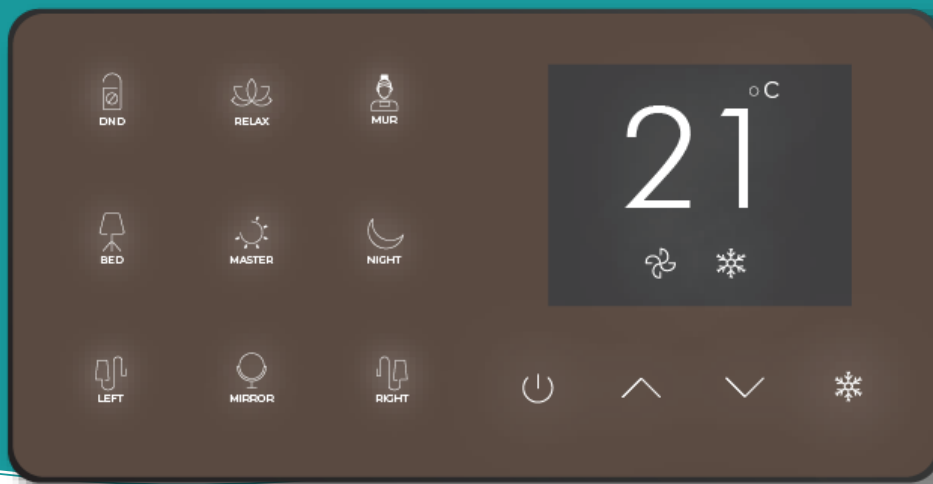 DND
RELAX
MUR
BED
MASTER
NIGHT
LEFT
MIRROR
RIGHT
°C
21